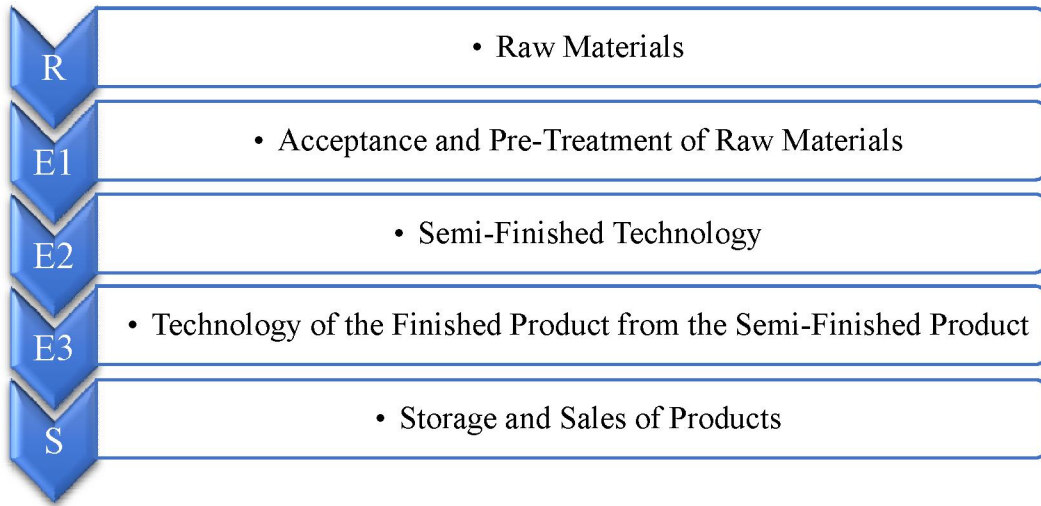 R
• Raw Materials
E1
• Acceptance and Pre-Treatment of Raw Materials
E2
• Semi-Finished Technology
E3
• Technology of the Finished Product from the Semi-Finished Product
S
• Storage and Sales of Products